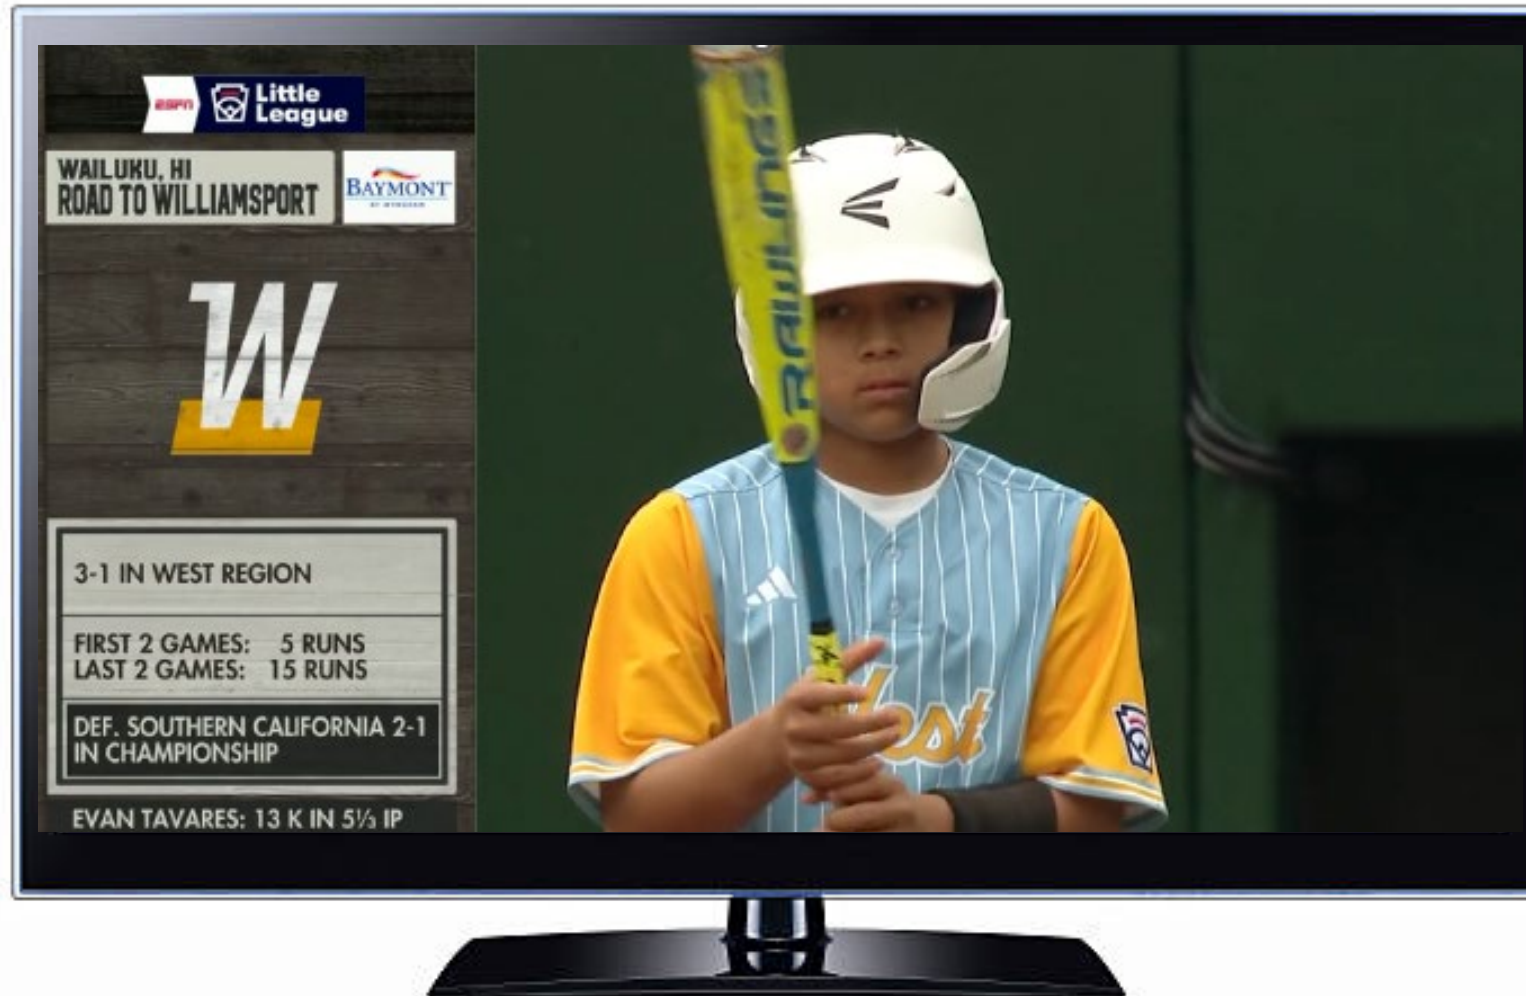 ESPN
Little
League
WAILUKU, HI
ROAD TO WILLIAMSPORT
BAYMONT
BY WYNDHAM
W
3-1 IN WEST REGION
FIRST 2 GAMES: 5 RUNS
LAST 2 GAMES: 15 RUNS
DEF. SOUTHERN CALIFORNIA 2-1
IN CHAMPIONSHIP
EVAN TAVARES: 13 K IN 5⅓ IP
RAWLINGS
West